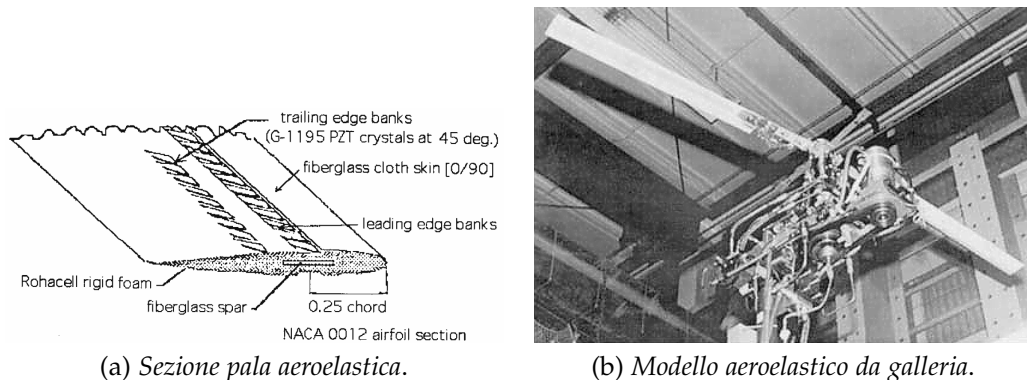 trailing edge banks
(G-1195 PZT crystals at 45 deg.)
fiberglass cloth skin [0/90]
leading edge banks
Rohacell rigid foam
fiberglass spar
0.25 chord
NACA 0012 airfoil section
(a) Sezione pala aeroelastica.
(b) Modello aeroelastico da galleria.